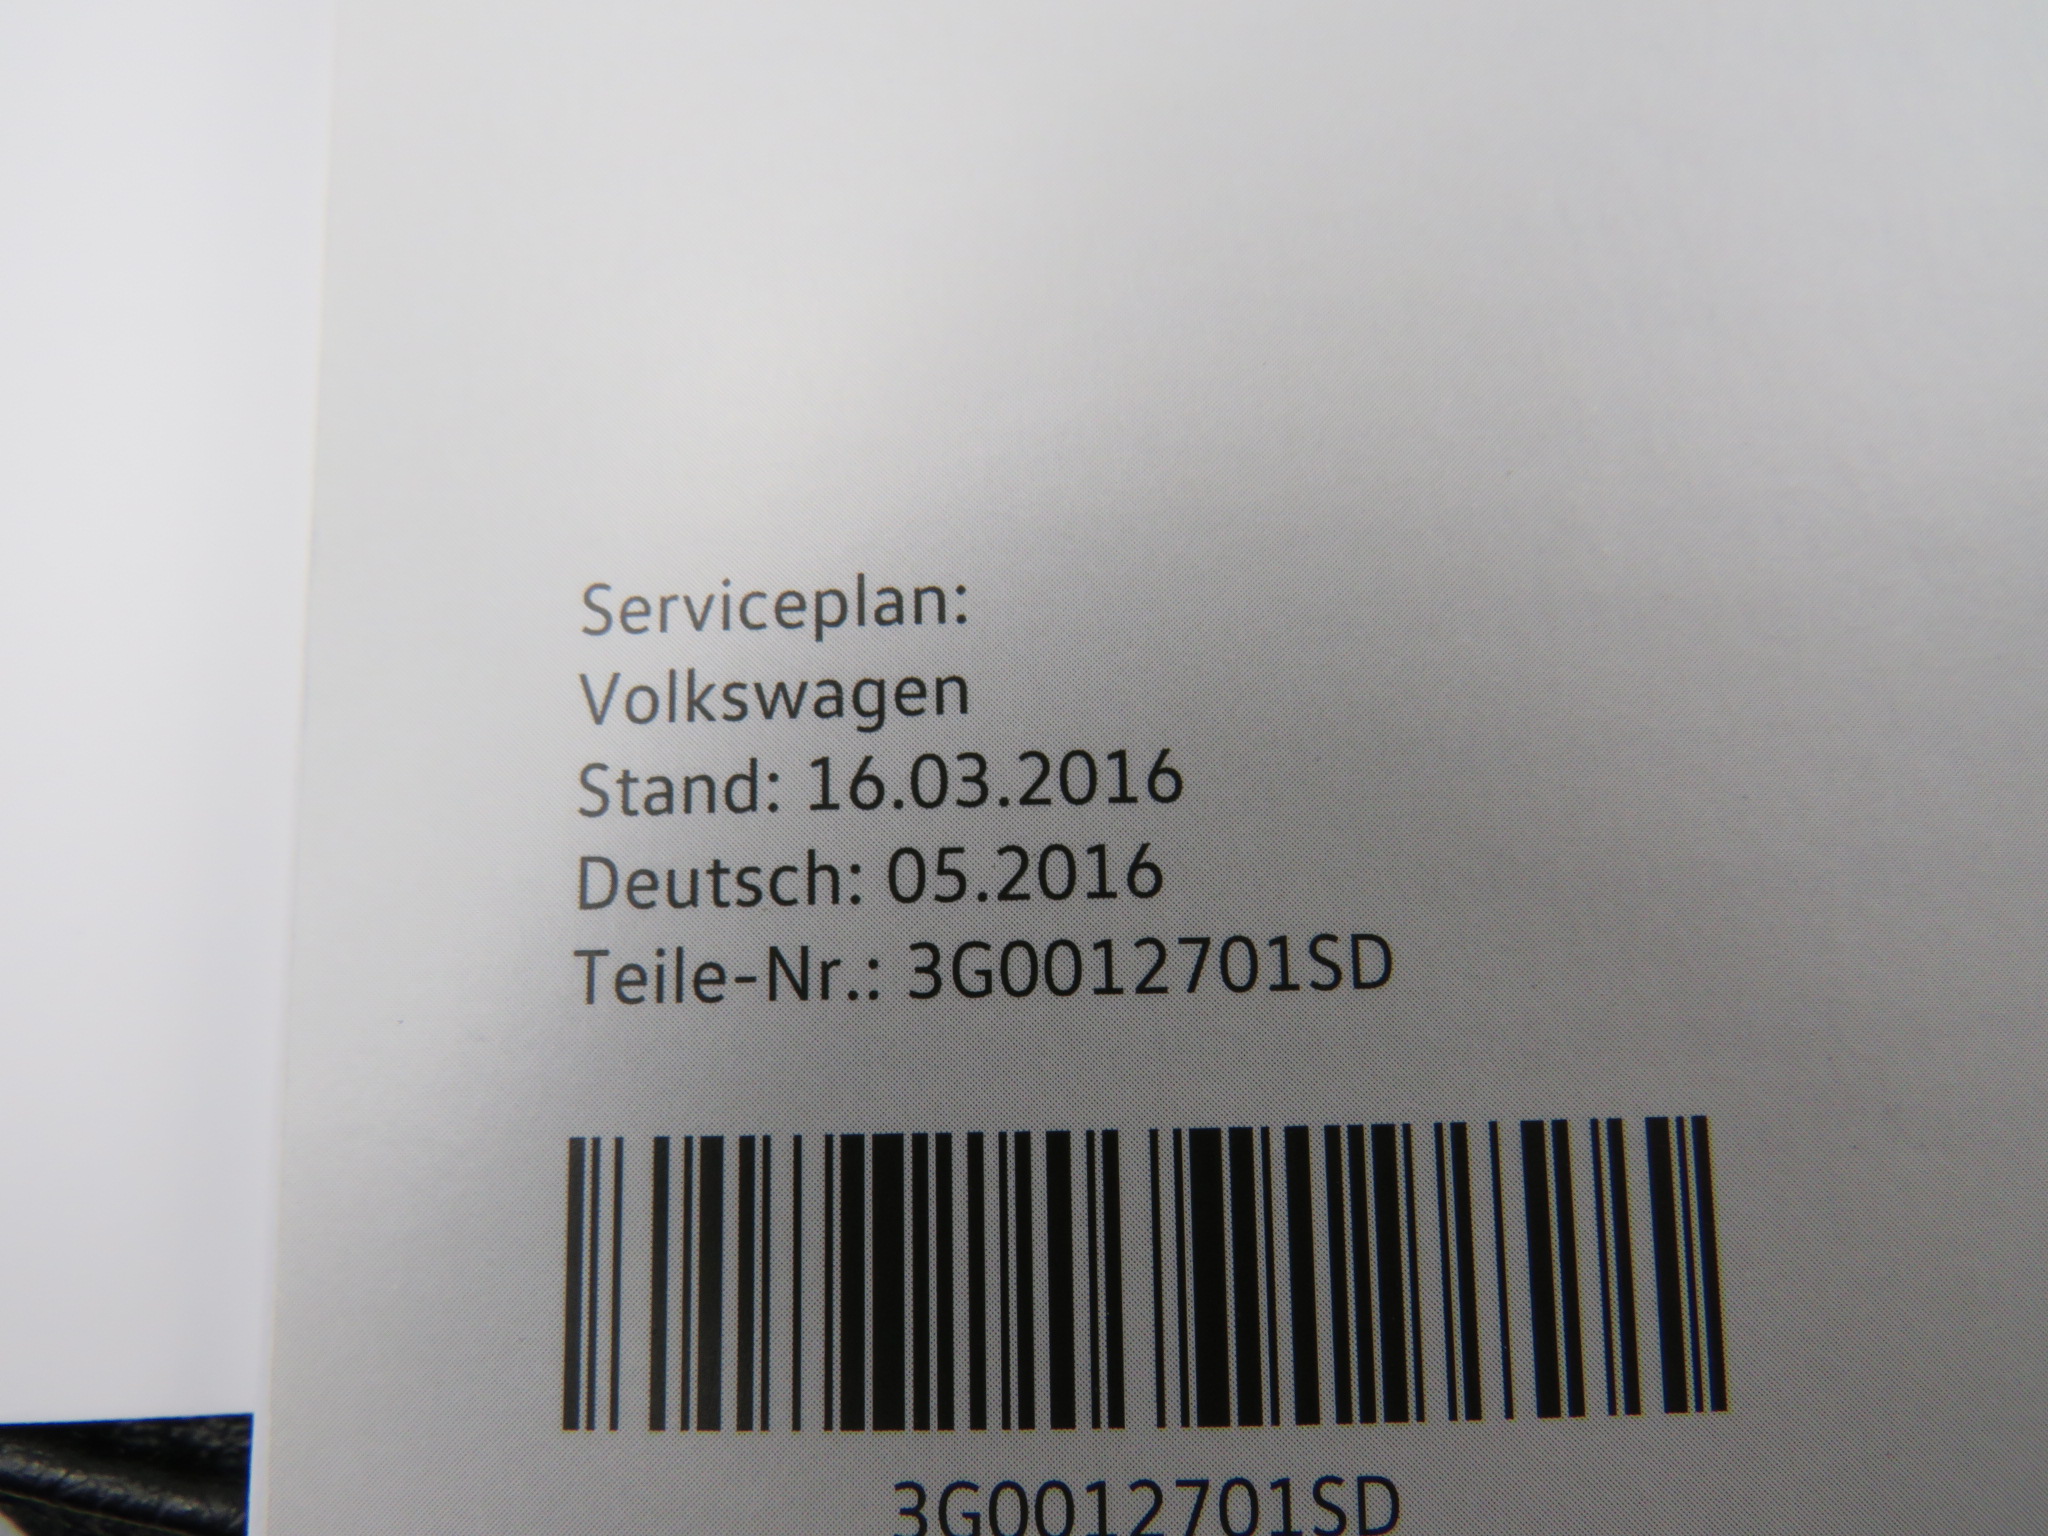 Serviceplan:
Volkswagen
Stand: 16.03.2016
Deutsch: 05.2016
Teile-Nr.: 3G0012701SD
3G0012701SD